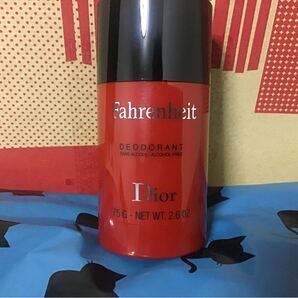 Fahrenheit
DEODORANT
SANS ALCOOL · ALCOHOL FREE
Dior
75 G - NET WT. 2.6 OZ